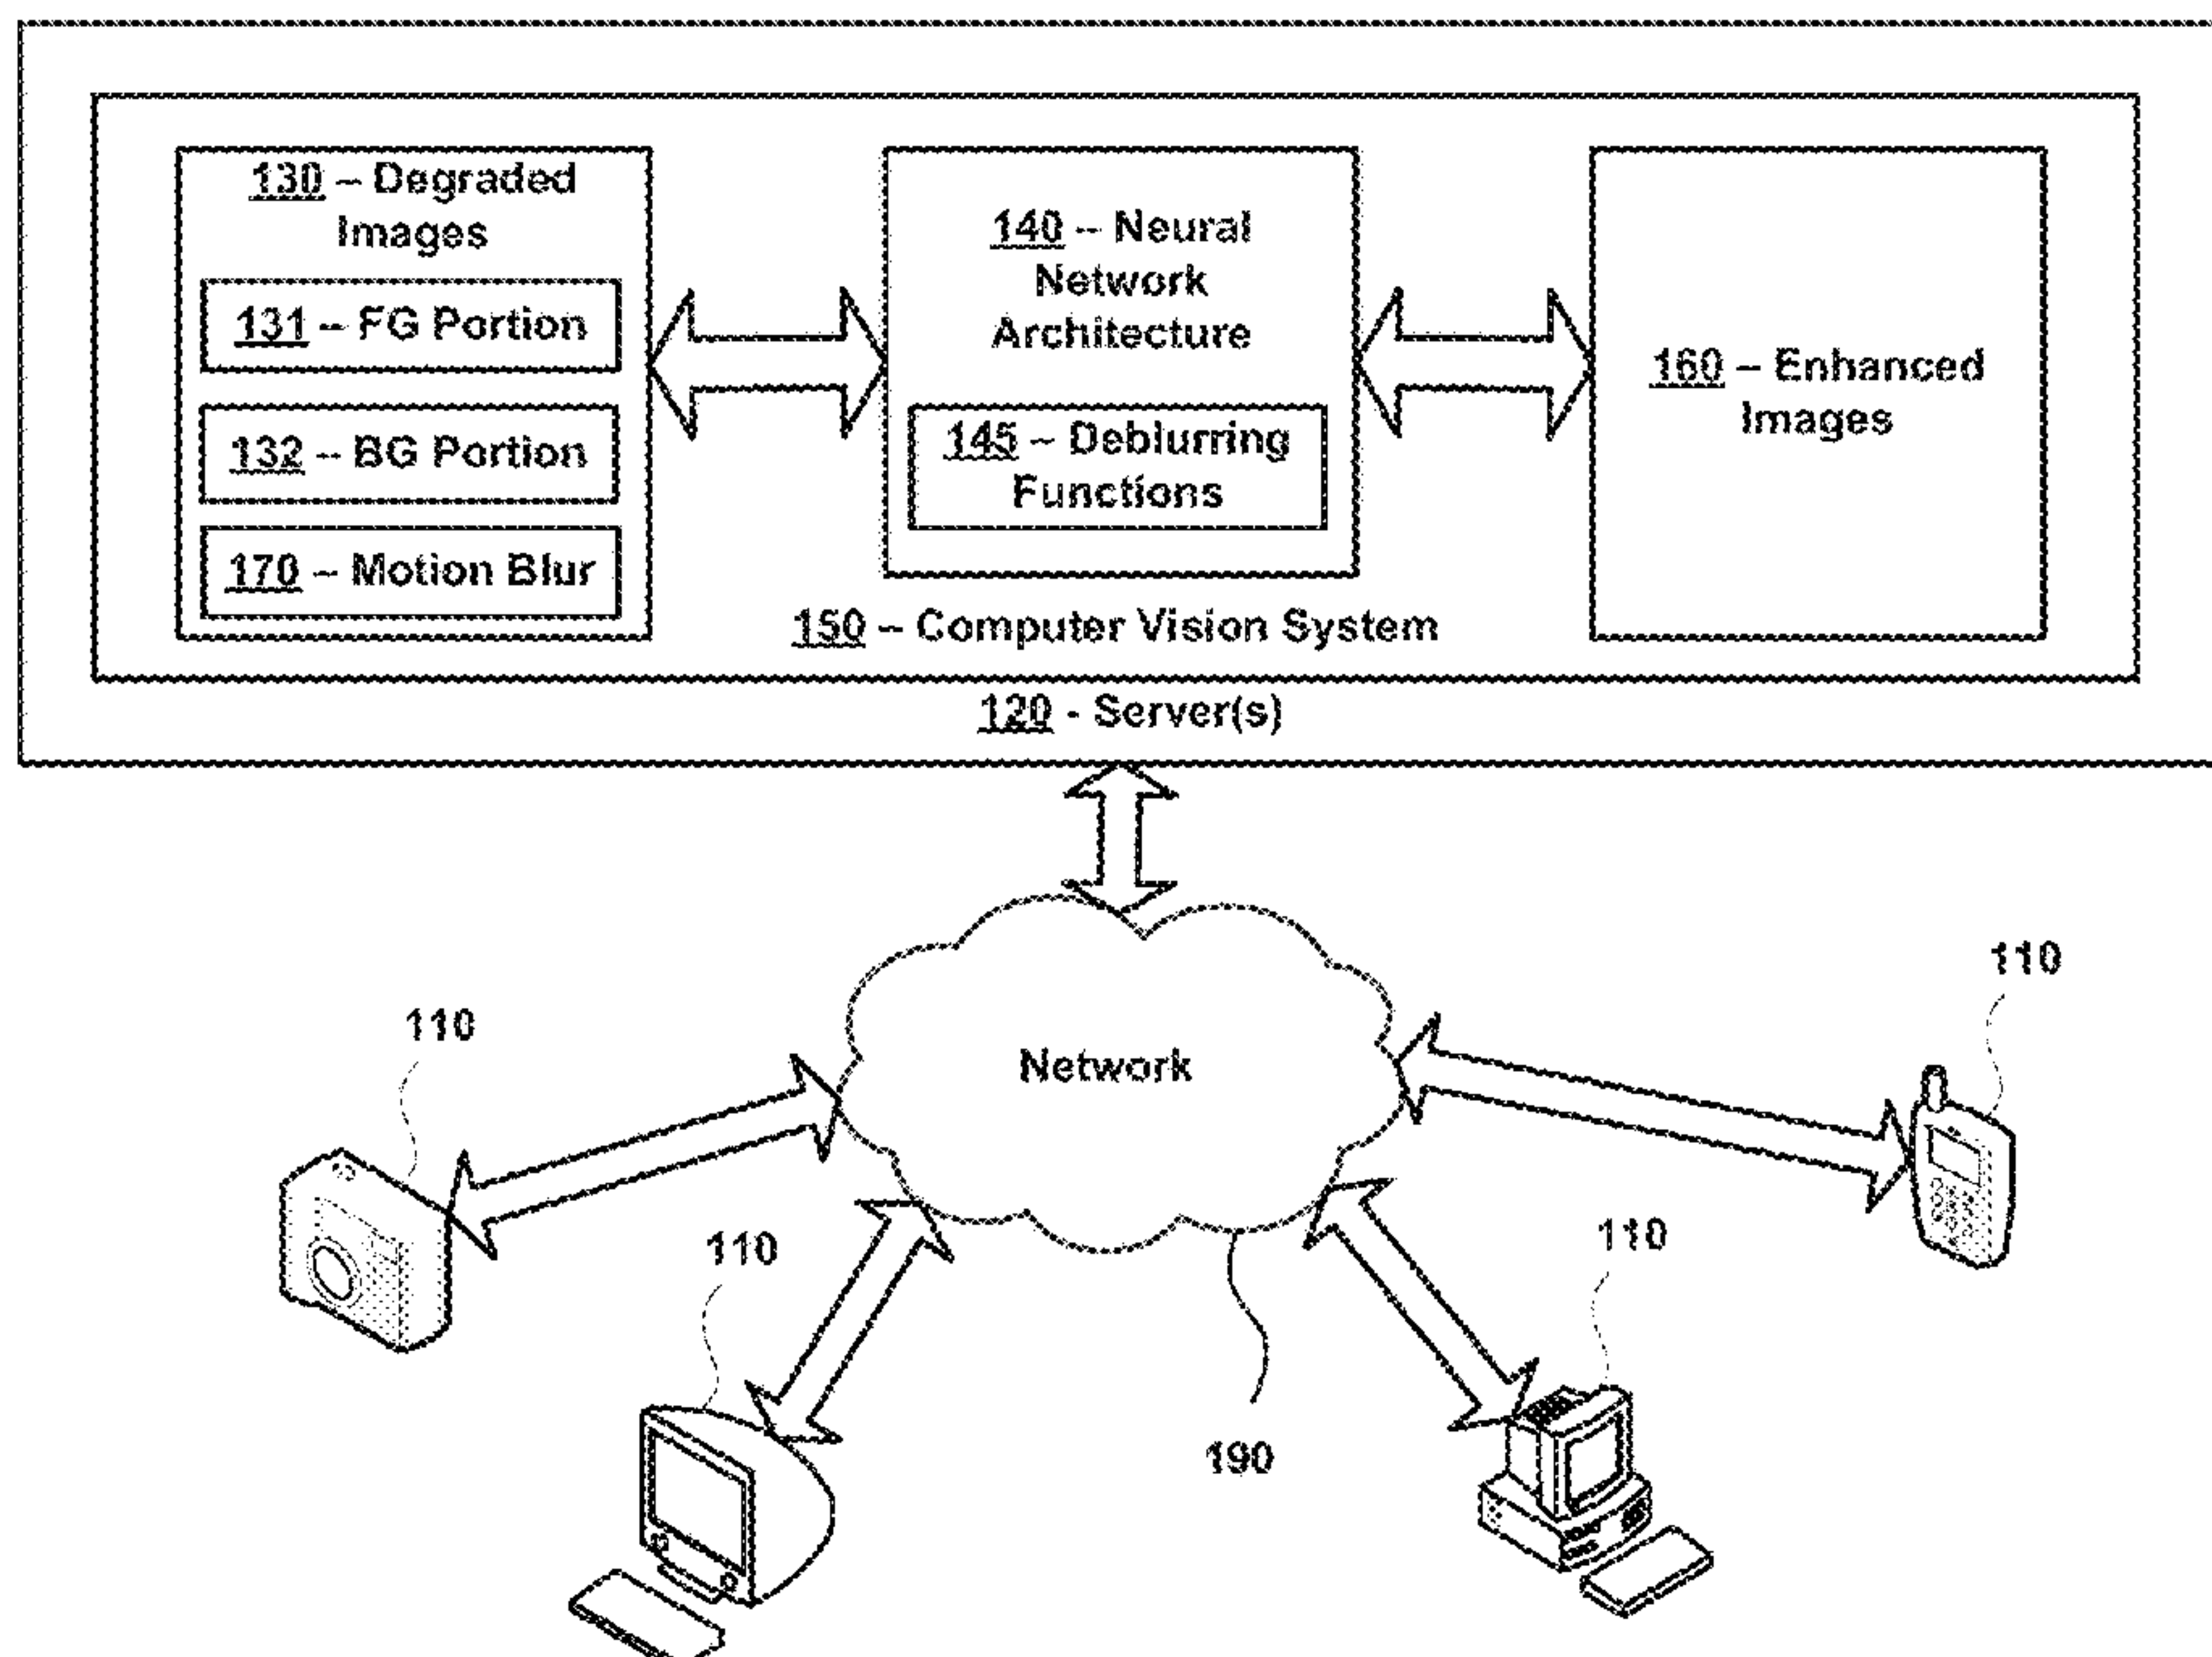 130 – Degraded
Images
131 – FG Portion
132 – BG Portion
170 – Motion Blur
140 – Neural
Network
Architecture
145 – Deblurring
Functions
160 – Enhanced
Images
150 – Computer Vision System
120 - Server(s)
110
110
Network
110
110
190